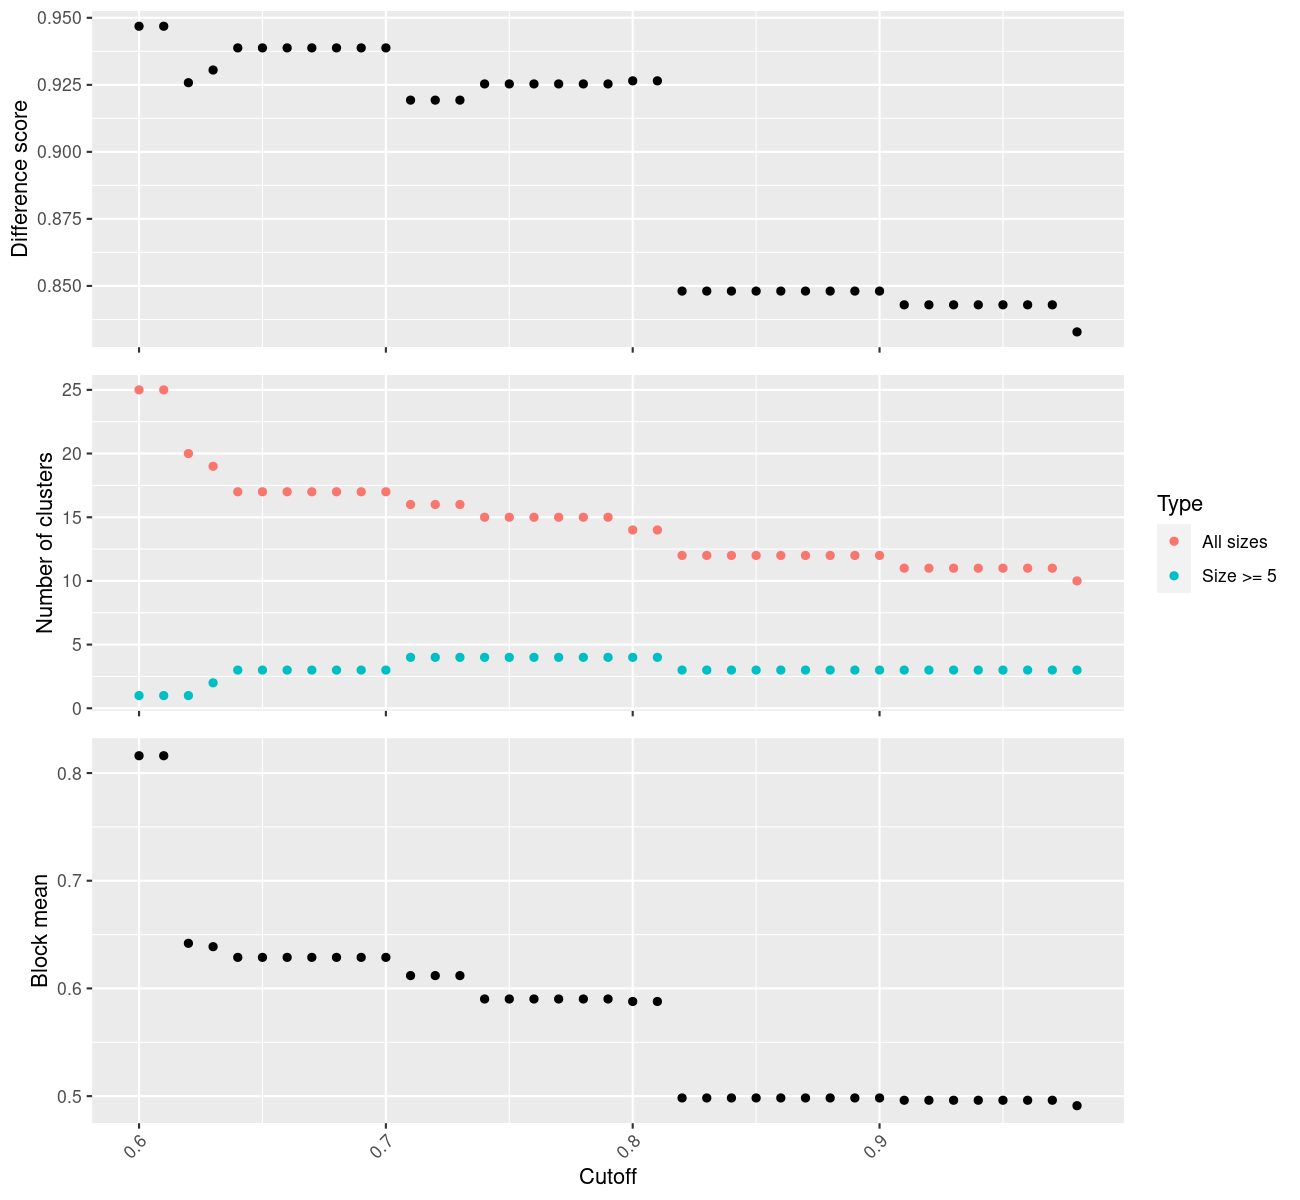 Difference score
0.950
0.925
0.900
0.875
0.850
Number of clusters
25
20
15
10
5
0
Type
All sizes
Size >= 5
Block mean
0.8
0.7
0.6
0.5
0.6 0.7 0.8 0.9
Cutoff